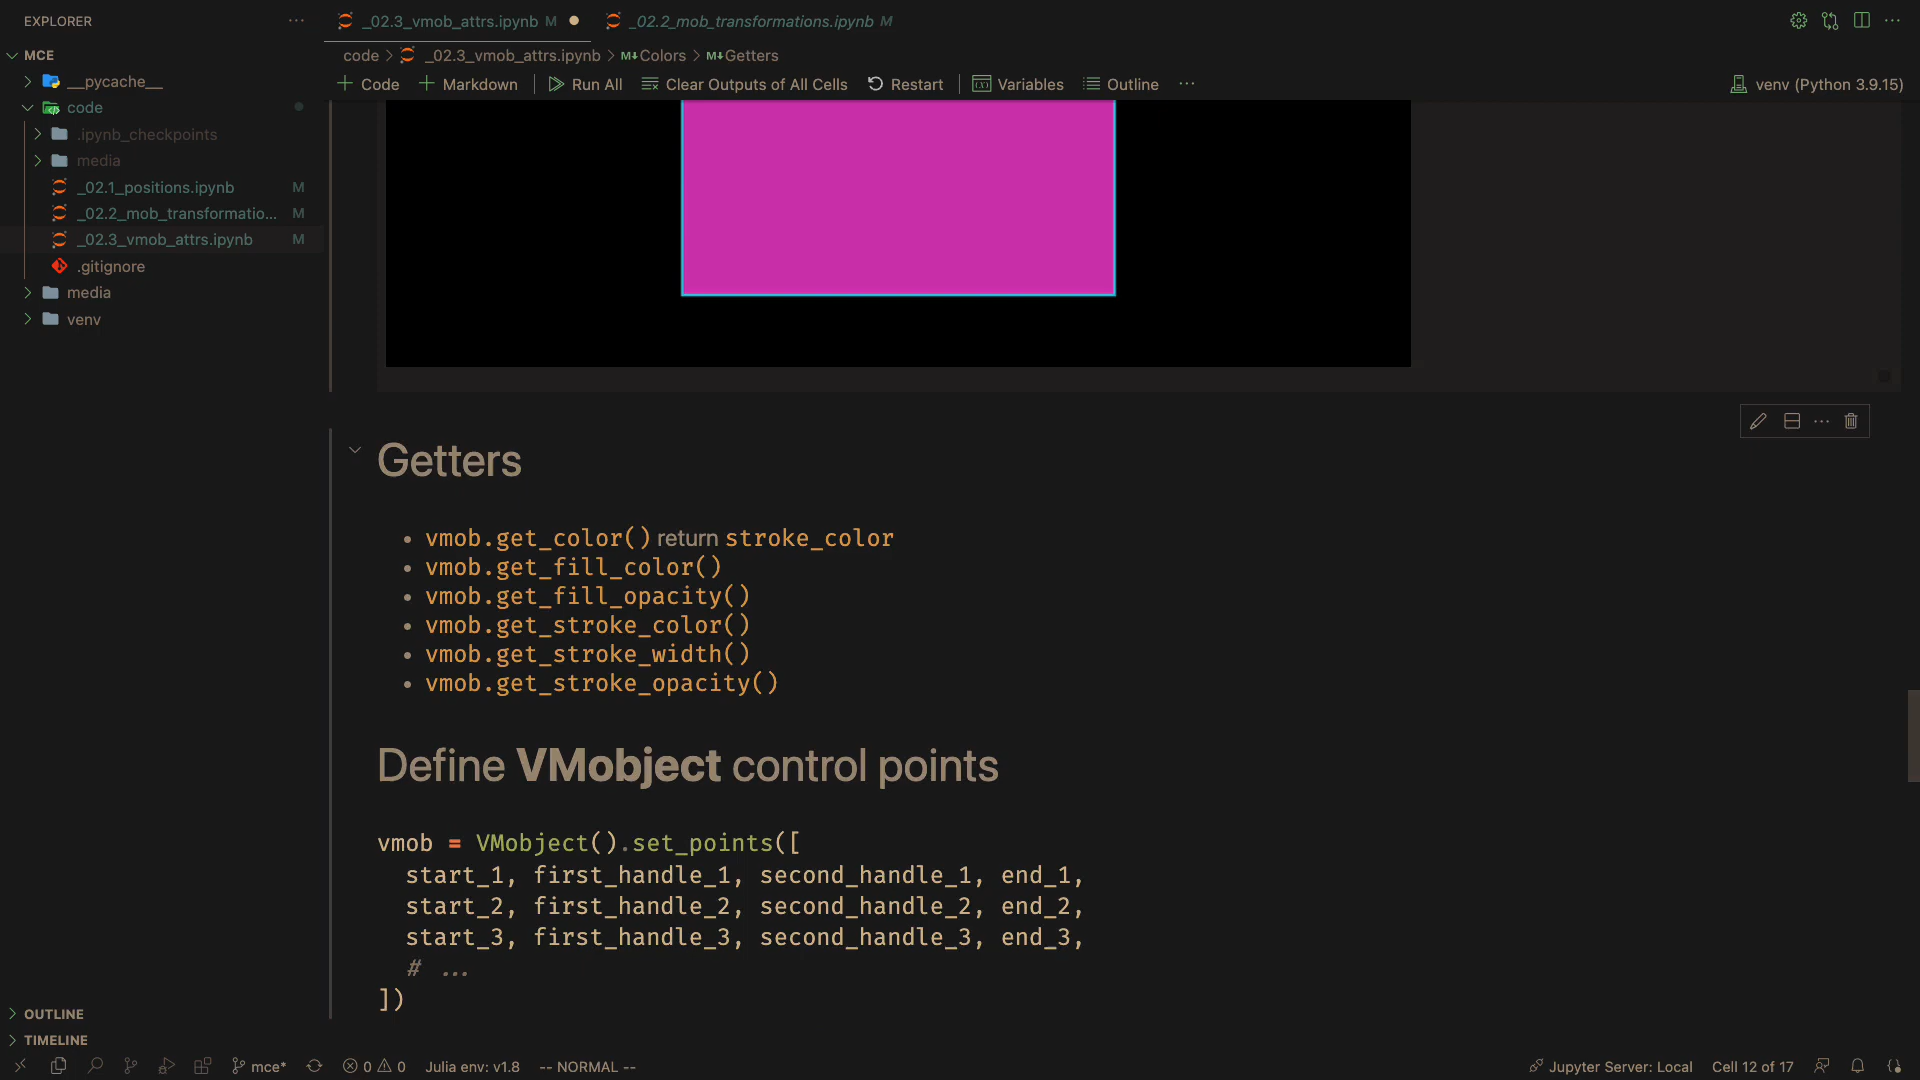 EXPLORER
_02.3_vmob_attrs.ipynb M
_02.2_mob_transformations.ipynb M
MCE
__pycache__
code
.ipynb_checkpoints
media
_02.1_positions.ipynb M
_02.2_mob_transformatio... M
_02.3_vmob_attrs.ipynb M
.gitignore
media
venv
OUTLINE
TIMELINE
code > _02.3_vmob_attrs.ipynb > M↓Colors > M↓Getters
+ Code + Markdown Run All Clear Outputs of All Cells Restart Variables Outline ... venv (Python 3.9.15)
Getters
• vmob.get_color() return stroke_color
• vmob.get_fill_color()
• vmob.get_fill_opacity()
• vmob.get_stroke_color()
• vmob.get_stroke_width()
• vmob.get_stroke_opacity()
Define VMobject control points
vmob = VMobject().set_points([
start_1, first_handle_1, second_handle_1, end_1,
start_2, first_handle_2, second_handle_2, end_2,
start_3, first_handle_3, second_handle_3, end_3,
# ...
])
mce* 0 0 Julia env: v1.8 -- NORMAL -- Jupyter Server: Local Cell 12 of 17